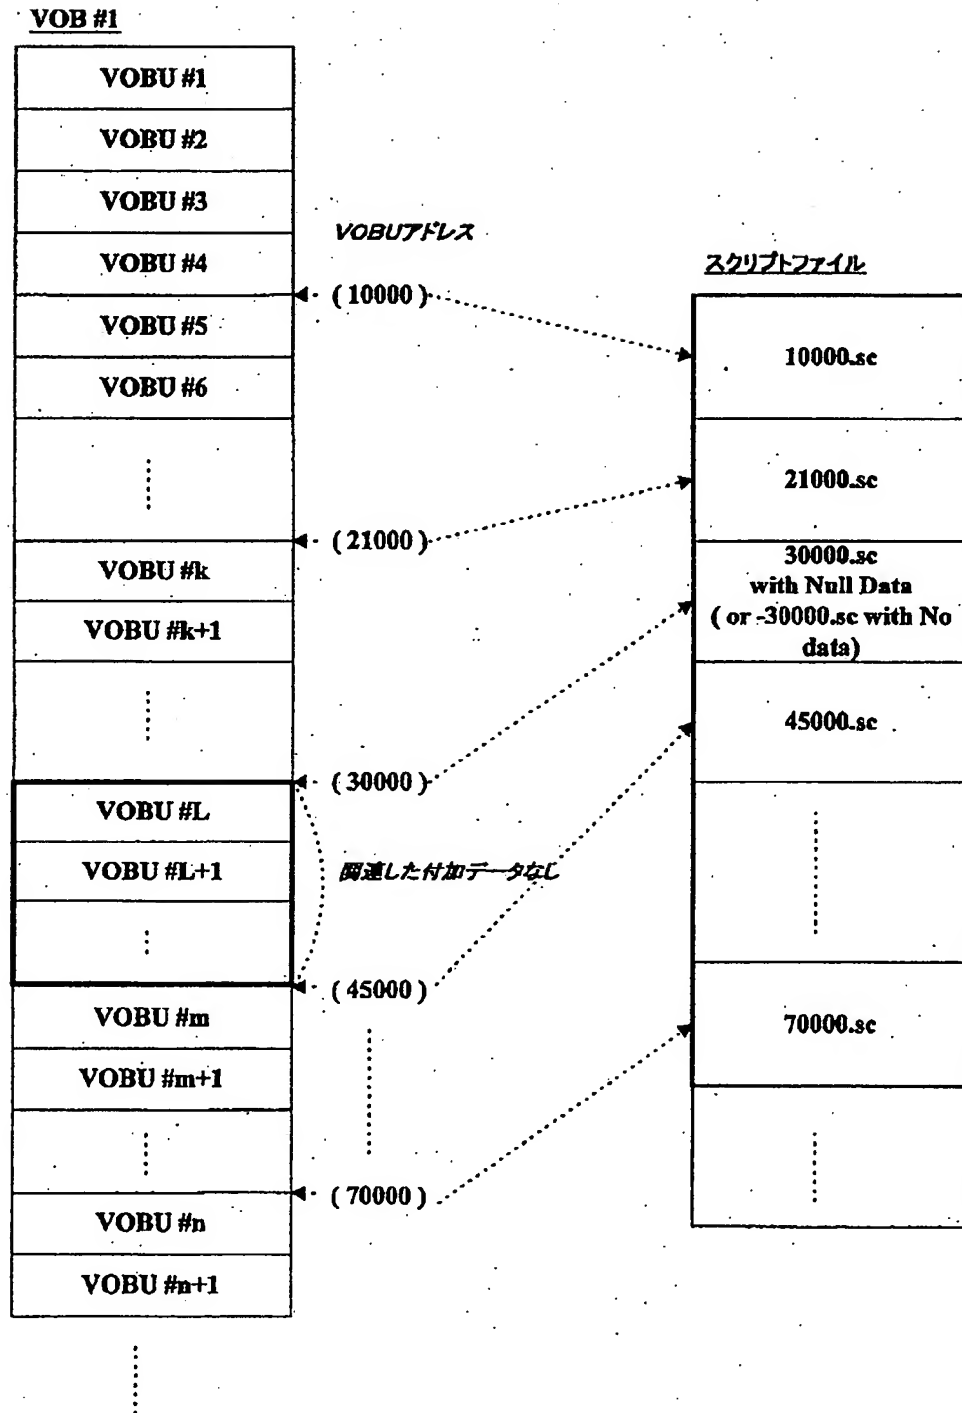 VOB #1
VOBU #1
VOBU #2
VOBU #3
VOBU #4
VOBU #5
VOBU #6
VOBU #k
VOBU #k+1
VOBU #L
VOBU #L+1
VOBU #m
VOBU #m+1
VOBU #n
VOBU #n+1
VOBUアドレス
( 10000 )
( 21000 )
( 30000 )
関連した付加データなし
( 45000 )
( 70000 )
スクリプトファイル
10000.sc
21000.sc
30000.sc
with Null Data
( or -30000.sc with No
data)
45000.sc
70000.sc